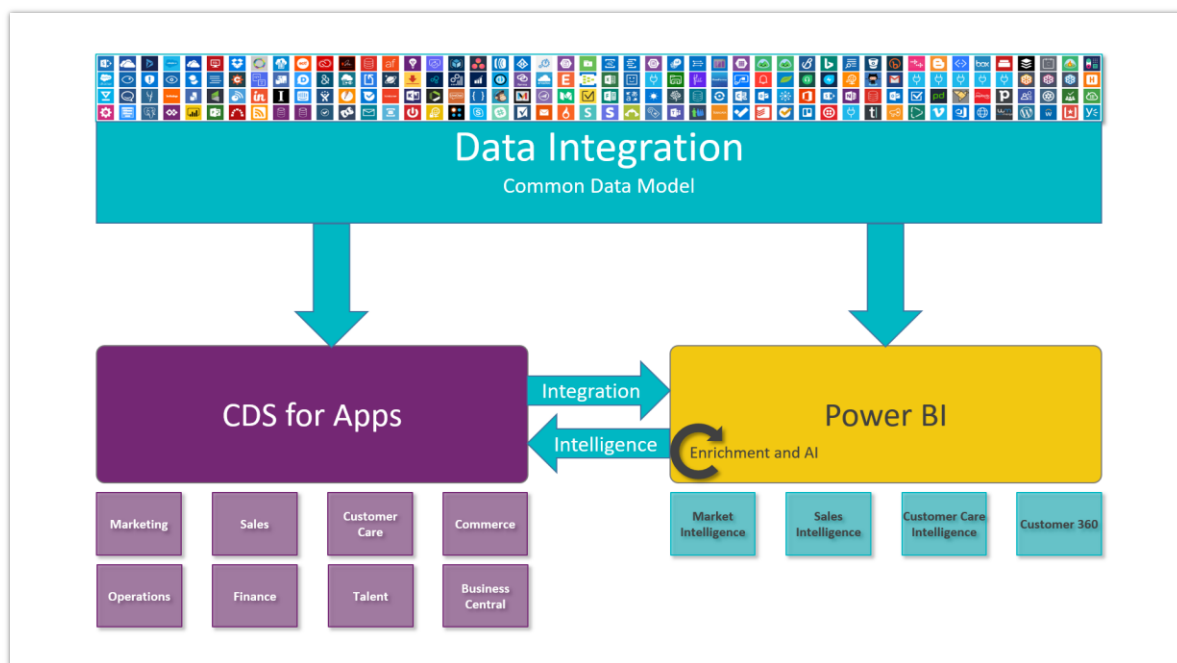 Data Integration
Common Data Model
CDS for Apps
Integration
Intelligence
Power BI
Enrichment and AI
Marketing
Sales
Customer
Care
Commerce
Operations
Finance
Talent
Business
Central
Market
Intelligence
Sales
Intelligence
Customer Care
Intelligence
Customer 360